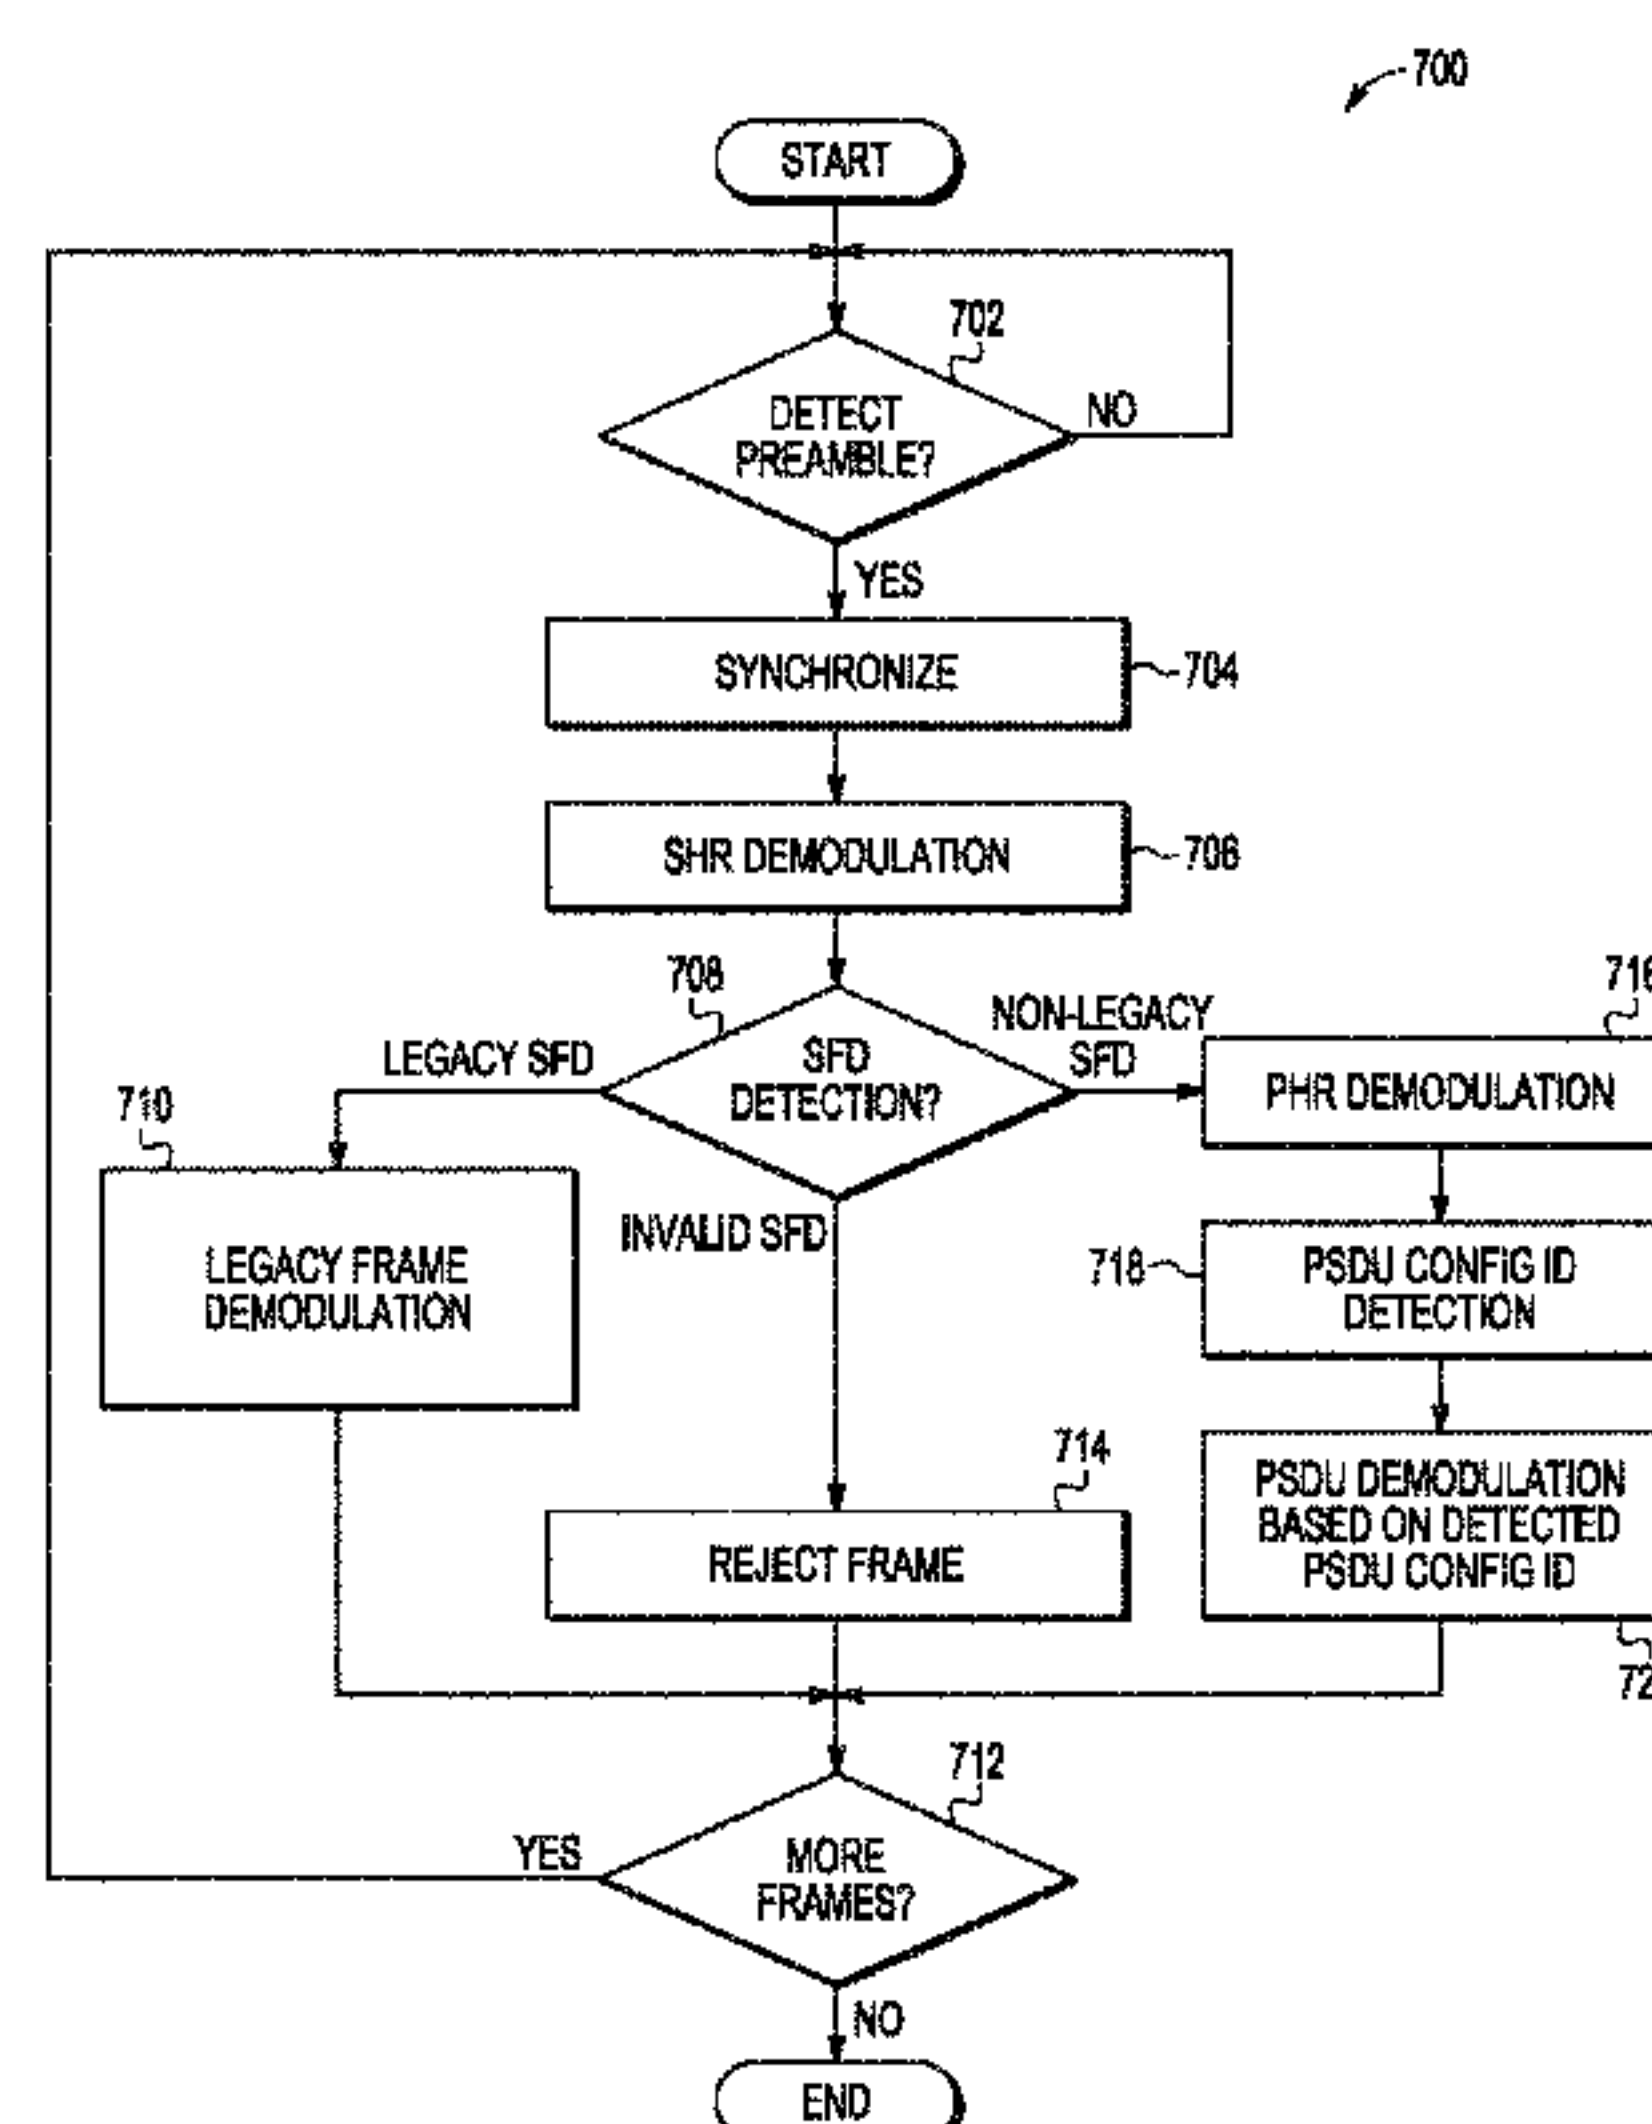 700
START
702
DETECT
PREAMBLE?
NO
YES
SYNCHRONIZE
704
SHR DEMODULATION
706
708
SFD
DETECTION?
LEGACY SFD
NON-LEGACY
SFD
INVALID SFD
710
LEGACY FRAME
DEMODULATION
716
PHR DEMODULATION
718
PSDU CONFIG ID
DETECTION
714
REJECT FRAME
PSDU DEMODULATION
BASED ON DETECTED
PSDU CONFIG ID
712
MORE
FRAMES?
YES
NO
END